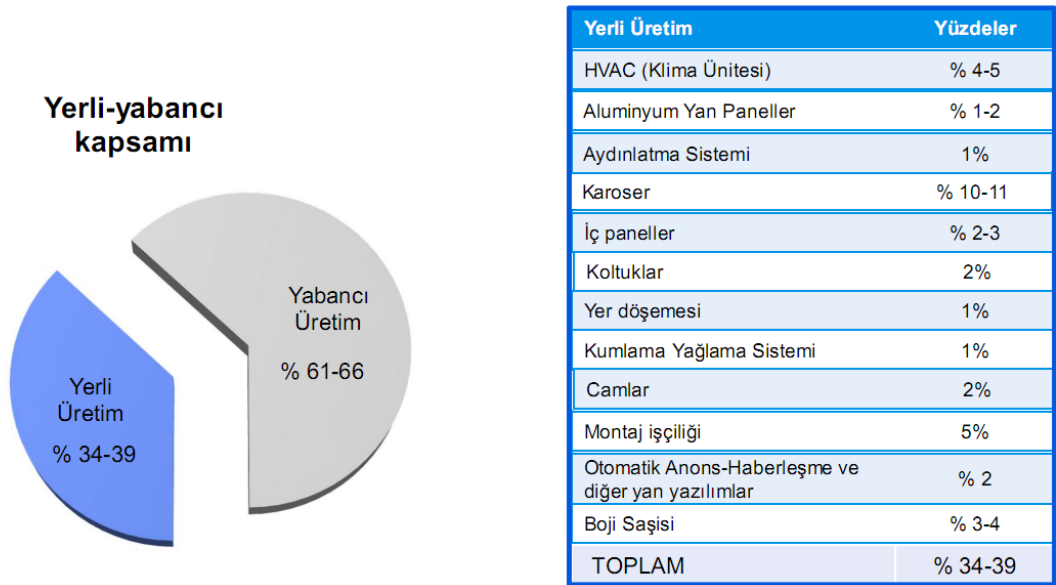 Yerli-yabancı
kapsamı
Yabancı
Üretim
% 61-66
Yerli
Üretim
% 34-39
Yerli Üretim Yüzdeler
HVAC (Klima Ünitesi) % 4-5
Aluminyum Yan Paneller % 1-2
Aydınlatma Sistemi 1%
Karoser % 10-11
İç paneller % 2-3
Koltuklar 2%
Yer döşemesi 1%
Kumlama Yağlama Sistemi 1%
Camlar 2%
Montaj işçiliği 5%
Otomatik Anons-Haberleşme ve
diğer yan yazılımlar % 2
Boji Saşisi % 3-4
TOPLAM % 34-39